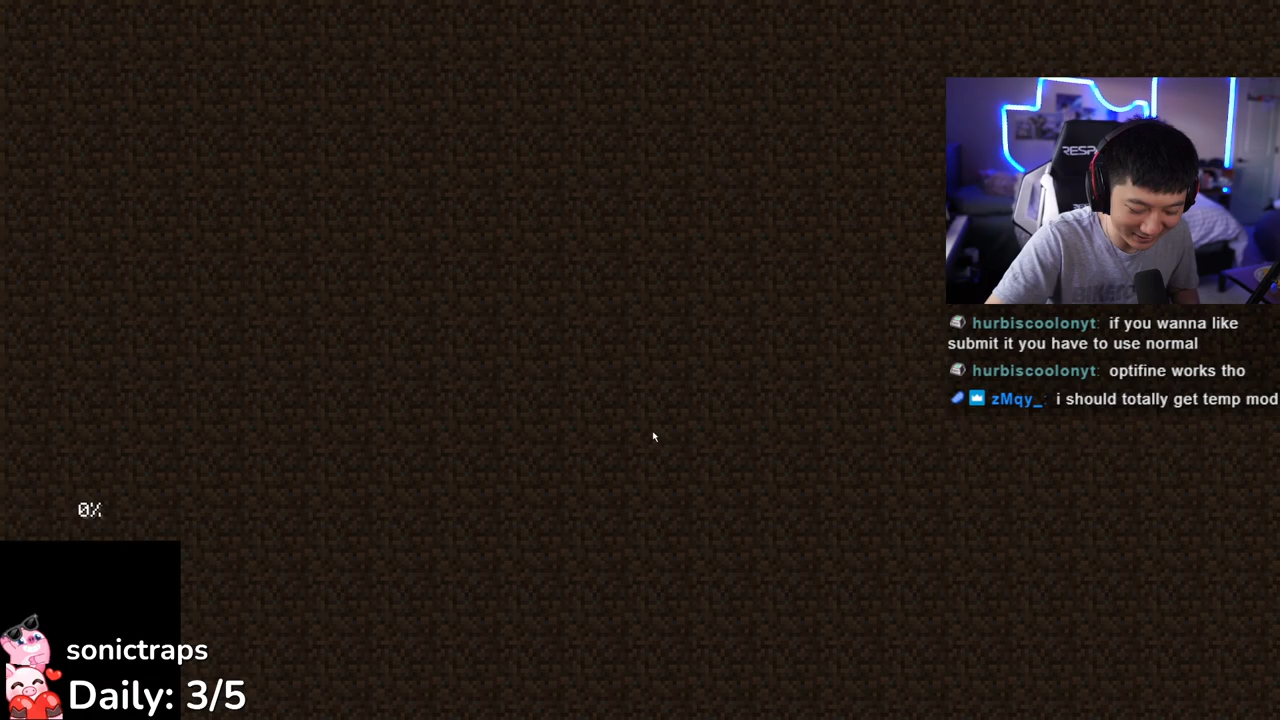 RESP
hurbiscoolonyt: if you wanna like
submit it you have to use normal
hurbiscoolonyt: optifine works tho
zMqy_: i should totally get temp mod
0%
sonictraps
Daily: 3/5